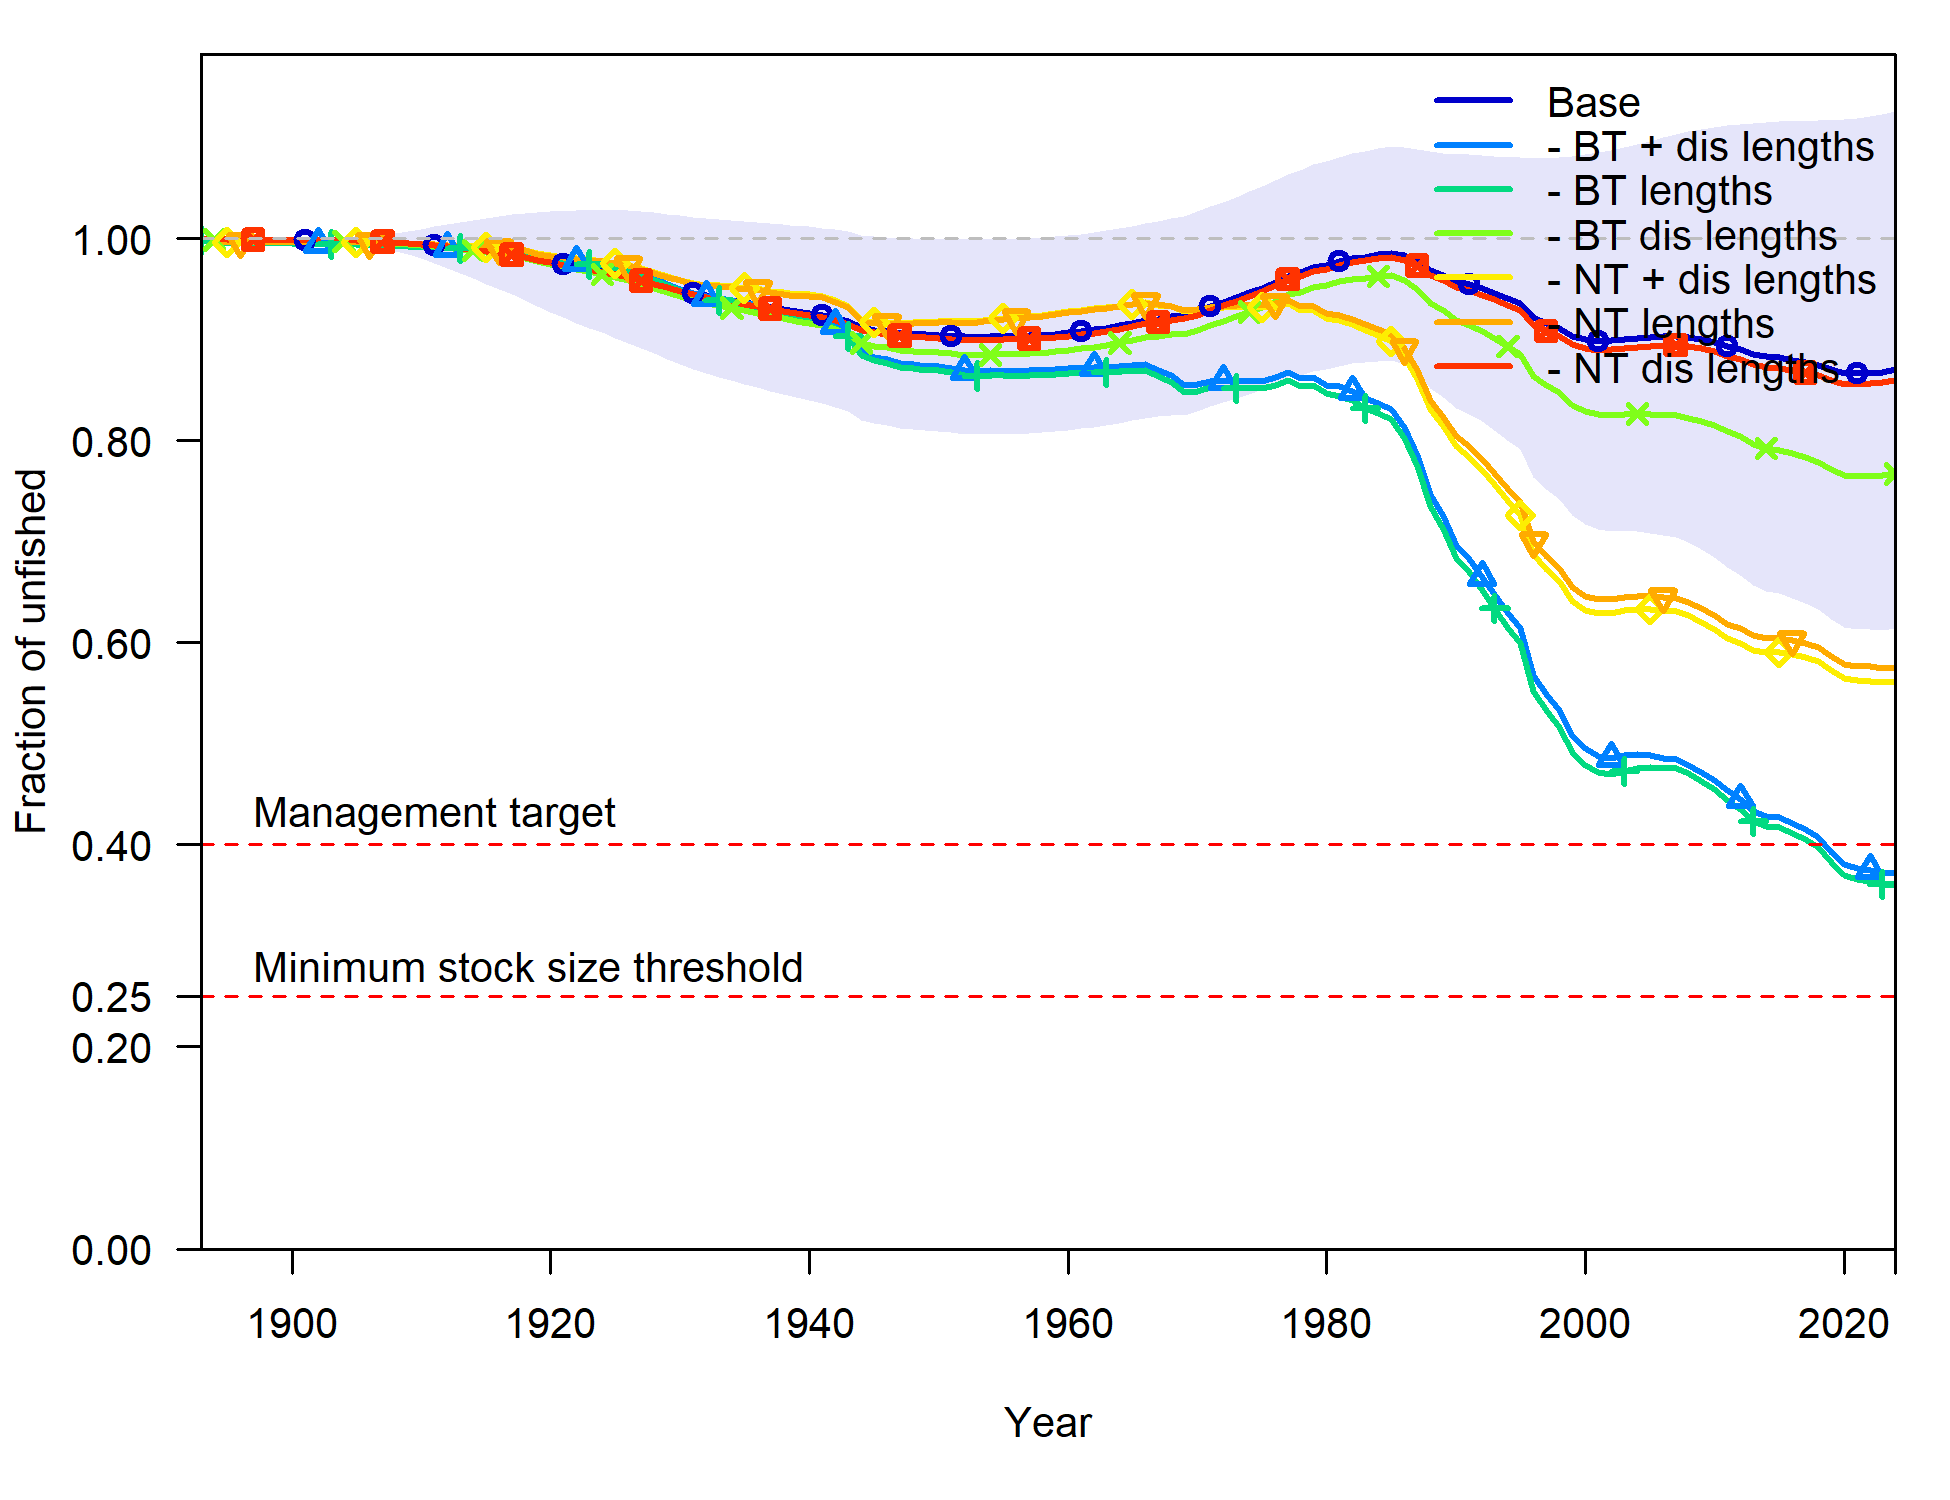 Base
- BT + dis lengths
- BT lengths
- BT dis lengths
- NT + dis lengths
- NT lengths
- NT dis lengths
1.00
0.80
0.60
0.40
0.25
0.20
0.00
Fraction of unfished
Management target
Minimum stock size threshold
1900 1920 1940 1960 1980 2000 2020
Year